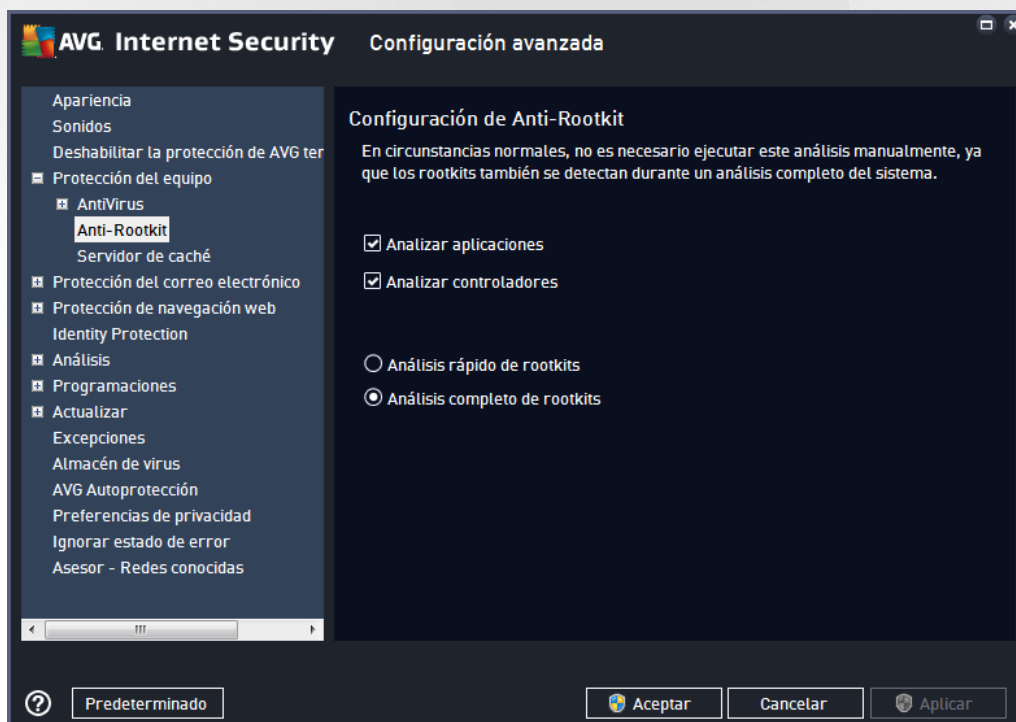 AVG. Internet Security
Configuración avanzada
Apariencia
Sonidos
Deshabilitar la protección de AVG ter
Protección del equipo
AntiVirus
Anti-Rootkit
Servidor de caché
Protección del correo electrónico
Protección de navegación web
Identity Protection
Análisis
Programaciones
Actualizar
Excepciones
Almacén de virus
AVG Autoprotección
Preferencias de privacidad
Ignorar estado de error
Asesor - Redes conocidas
Configuración de Anti-Rootkit
En circunstancias normales, no es necesario ejecutar este análisis manualmente, ya
que los rootkits también se detectan durante un análisis completo del sistema.
Analizar aplicaciones
Analizar controladores
Análisis rápido de rootkits
Análisis completo de rootkits
Predeterminado
Aceptar
Cancelar
Aplicar